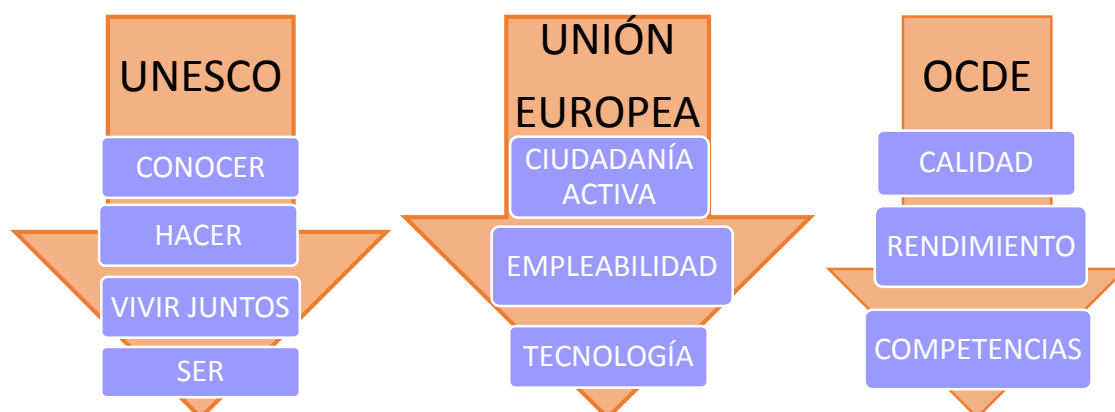 UNESCO
CONOCER
HACER
VIVIR JUNTOS
SER
UNIÓN
EUROPEA
CIUDADANÍA
ACTIVA
EMPLEABILIDAD
TECNOLOGÍA
OCDE
CALIDAD
RENDIMIENTO
COMPETENCIAS